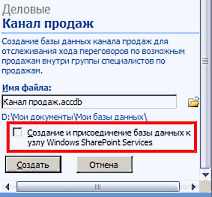 Деловые
Канал продаж
Создание базы данных канала продаж для
отслеживания хода переговоров по возможным
продажам внутри группы специалистов по
продажам.
Имя файла:
Канал продаж.accdb
D:\Мои документы\Мои базы данных\
Создание и присоединение базы данных к
узлу Windows SharePoint Services
Создать Отмена